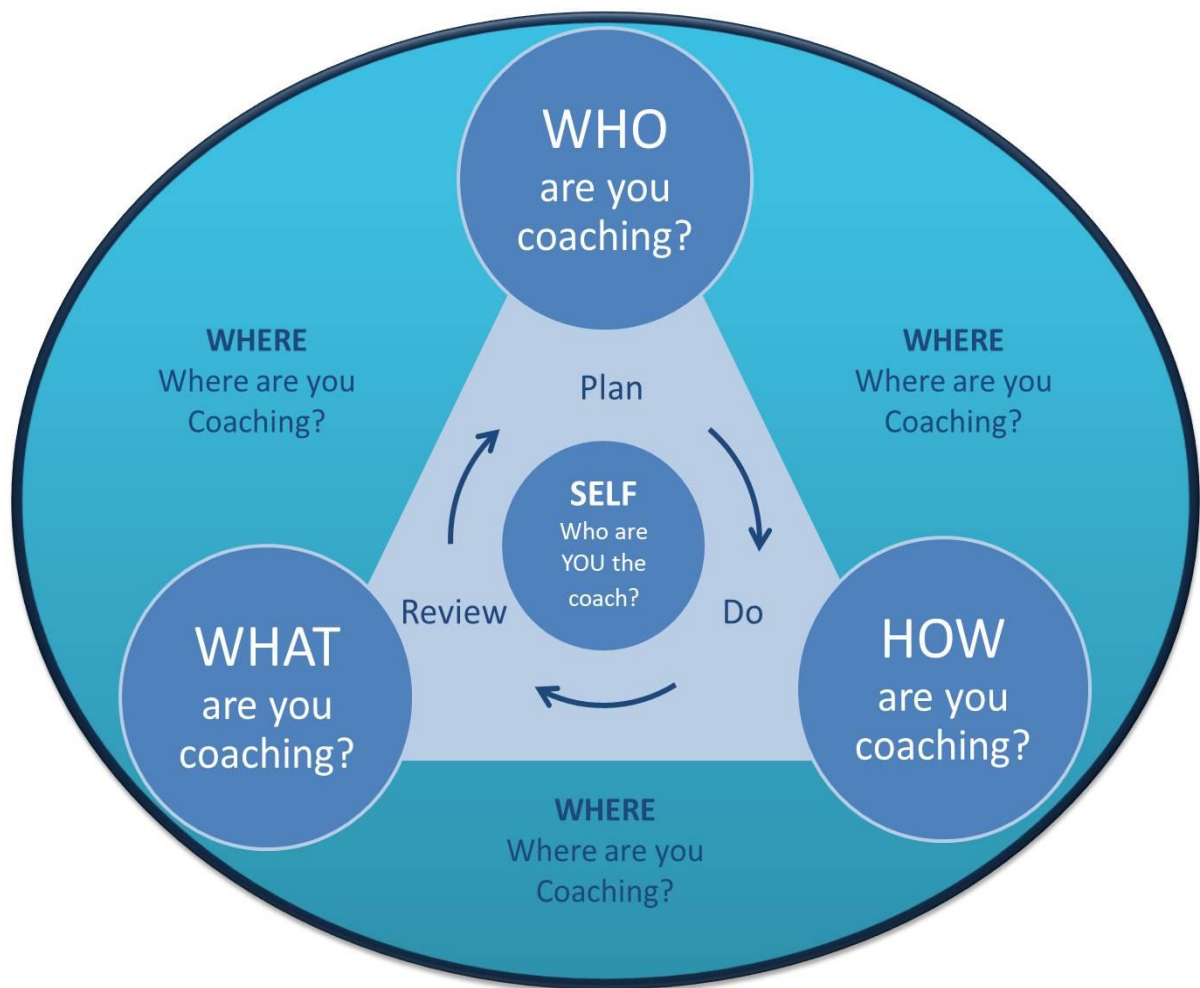 WHO
are you
coaching?
WHERE
Where are you
Coaching?
WHERE
Where are you
Coaching?
Plan
SELF
Who are
YOU the
coach?
Review
Do
WHAT
are you
coaching?
HOW
are you
coaching?
WHERE
Where are you
Coaching?